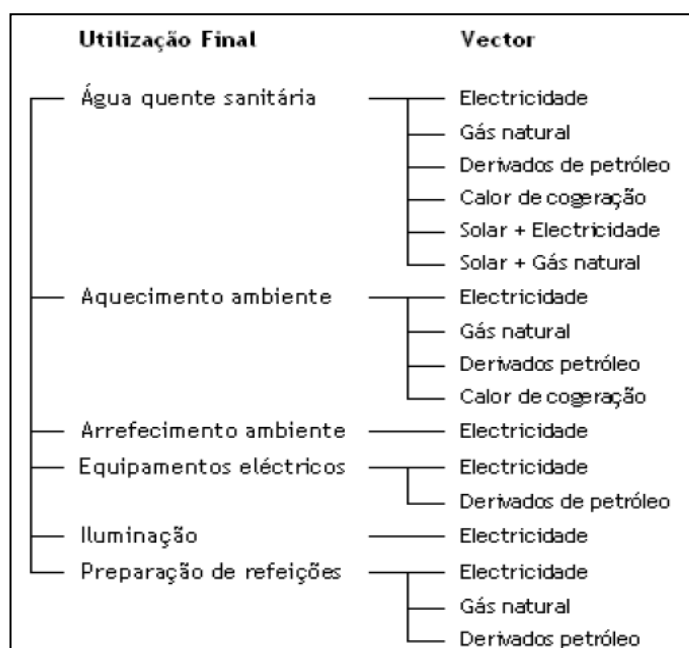 Utilização Final Vector
Água quente sanitária Electricidade
Gás natural
Derivados de petróleo
Calor de cogeração
Solar + Electricidade
Solar + Gás natural
Aquecimento ambiente Electricidade
Gás natural
Derivados petróleo
Calor de cogeração
Arrefecimento ambiente Electricidade
Equipamentos eléctricos Electricidade
Derivados de petróleo
Iluminação Electricidade
Preparação de refeições Electricidade
Gás natural
Derivados petróleo